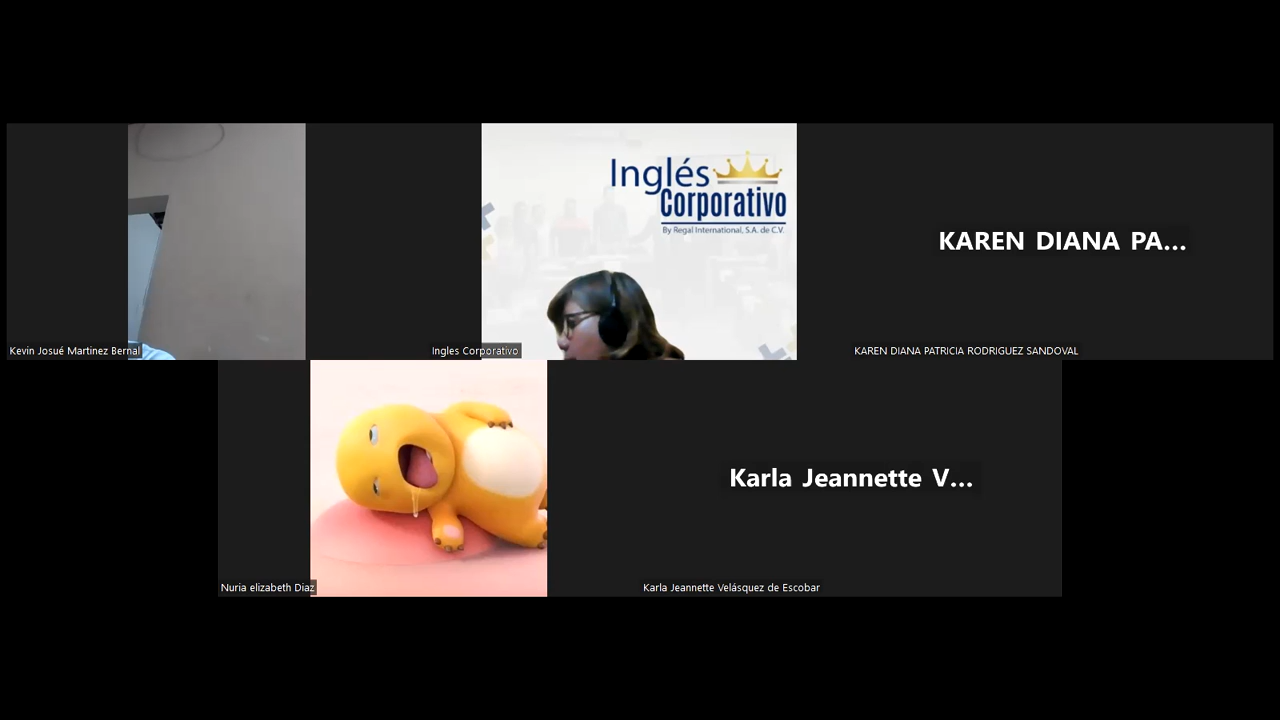 Inglés
Corporativo
By Regal International, S.A. de C.V.
KAREN DIANA PA...
Kevin Josué Martinez Bernal
Ingles Corporativo
KAREN DIANA PATRICIA RODRIGUEZ SANDOVAL
Karla Jeannette V...
Nuria elizabeth Diaz
Karla Jeannette Velásquez de Escobar